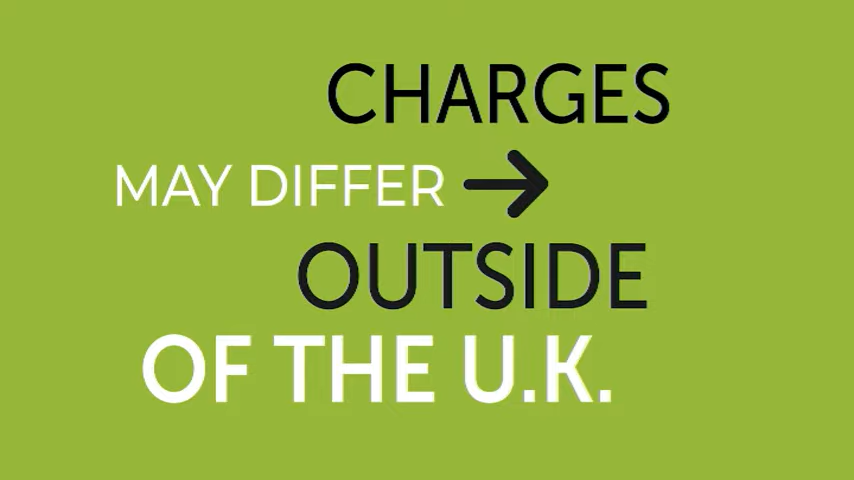 CHARGES
MAY DIFFER →
OUTSIDE
OF THE U.K.